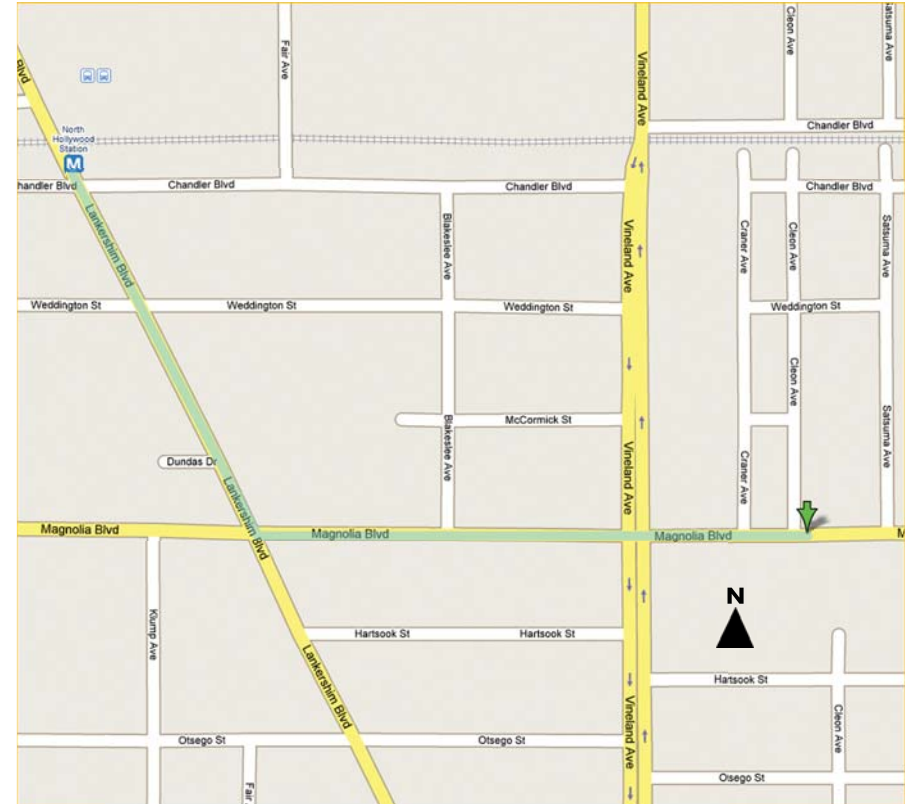 Blvd
Fair Ave
Vineland Ave
Cleon Ave
Satsuma Ave
North
Hollywood
Station
M
Chandler Blvd
handler Blvd
Chandler Blvd
Chandler Blvd
Chandler Blvd
Lankershim Blvd
Blakeslee Ave
Vineland Ave
Craner Ave
Cleon Ave
Satsuma Ave
Weddington St
Weddington St
Weddington St
Weddington St
Cleon Ave
McCormick St
Blakeslee Ave
Vineland Ave
Craner Ave
Satsuma Ave
Dundas Dr
Lankershim Blvd
Magnolia Blvd
Magnolia Blvd
Magnolia Blvd
M
N
Klump Ave
Hartsook St
Hartsook St
Lankershim Blvd
Hartsook St
Vineland Ave
Cleon Ave
Otsego St
Otsego St
Osego St
Fair